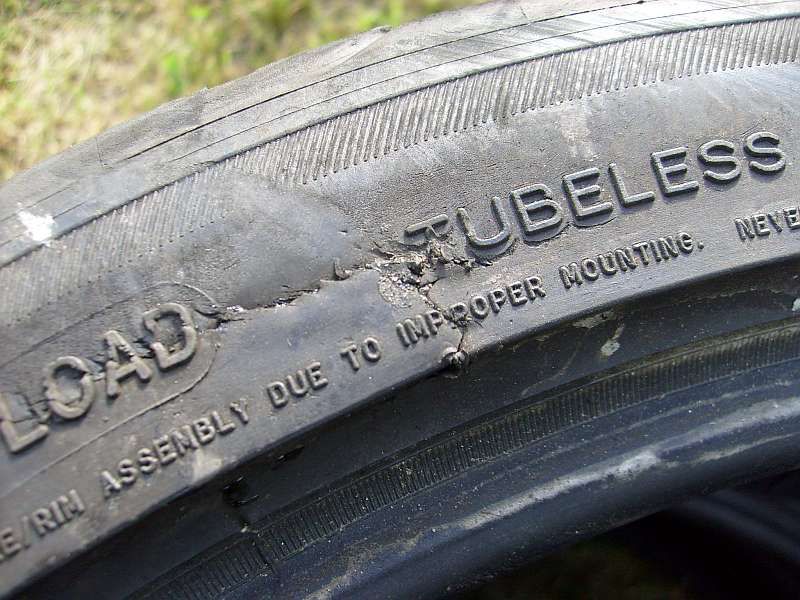 TUBELESS
LOAD
RIM ASSEMBLY DUE TO IMPROPER MOUNTING. NEVE